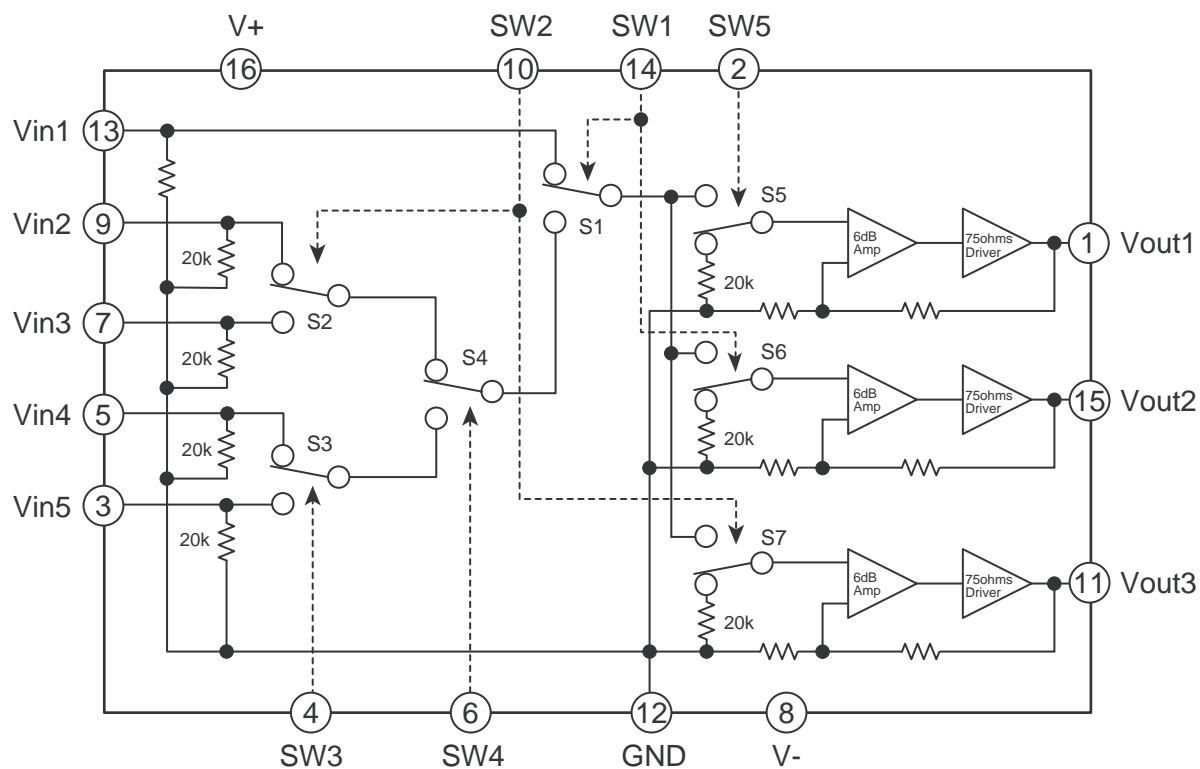 V+
SW2
SW1
SW5
16
10
14
2
Vin1
13
Vin2
9
S1
S5
20k
6dB
Amp
75ohms
Driver
1
Vout1
20k
Vin3
7
S2
20k
S4
S6
Vin4
5
6dB
Amp
75ohms
Driver
15
Vout2
20k
S3
20k
Vin5
3
20k
S7
6dB
Amp
75ohms
Driver
11
Vout3
20k
4
6
12
8
SW3
SW4
GND
V-